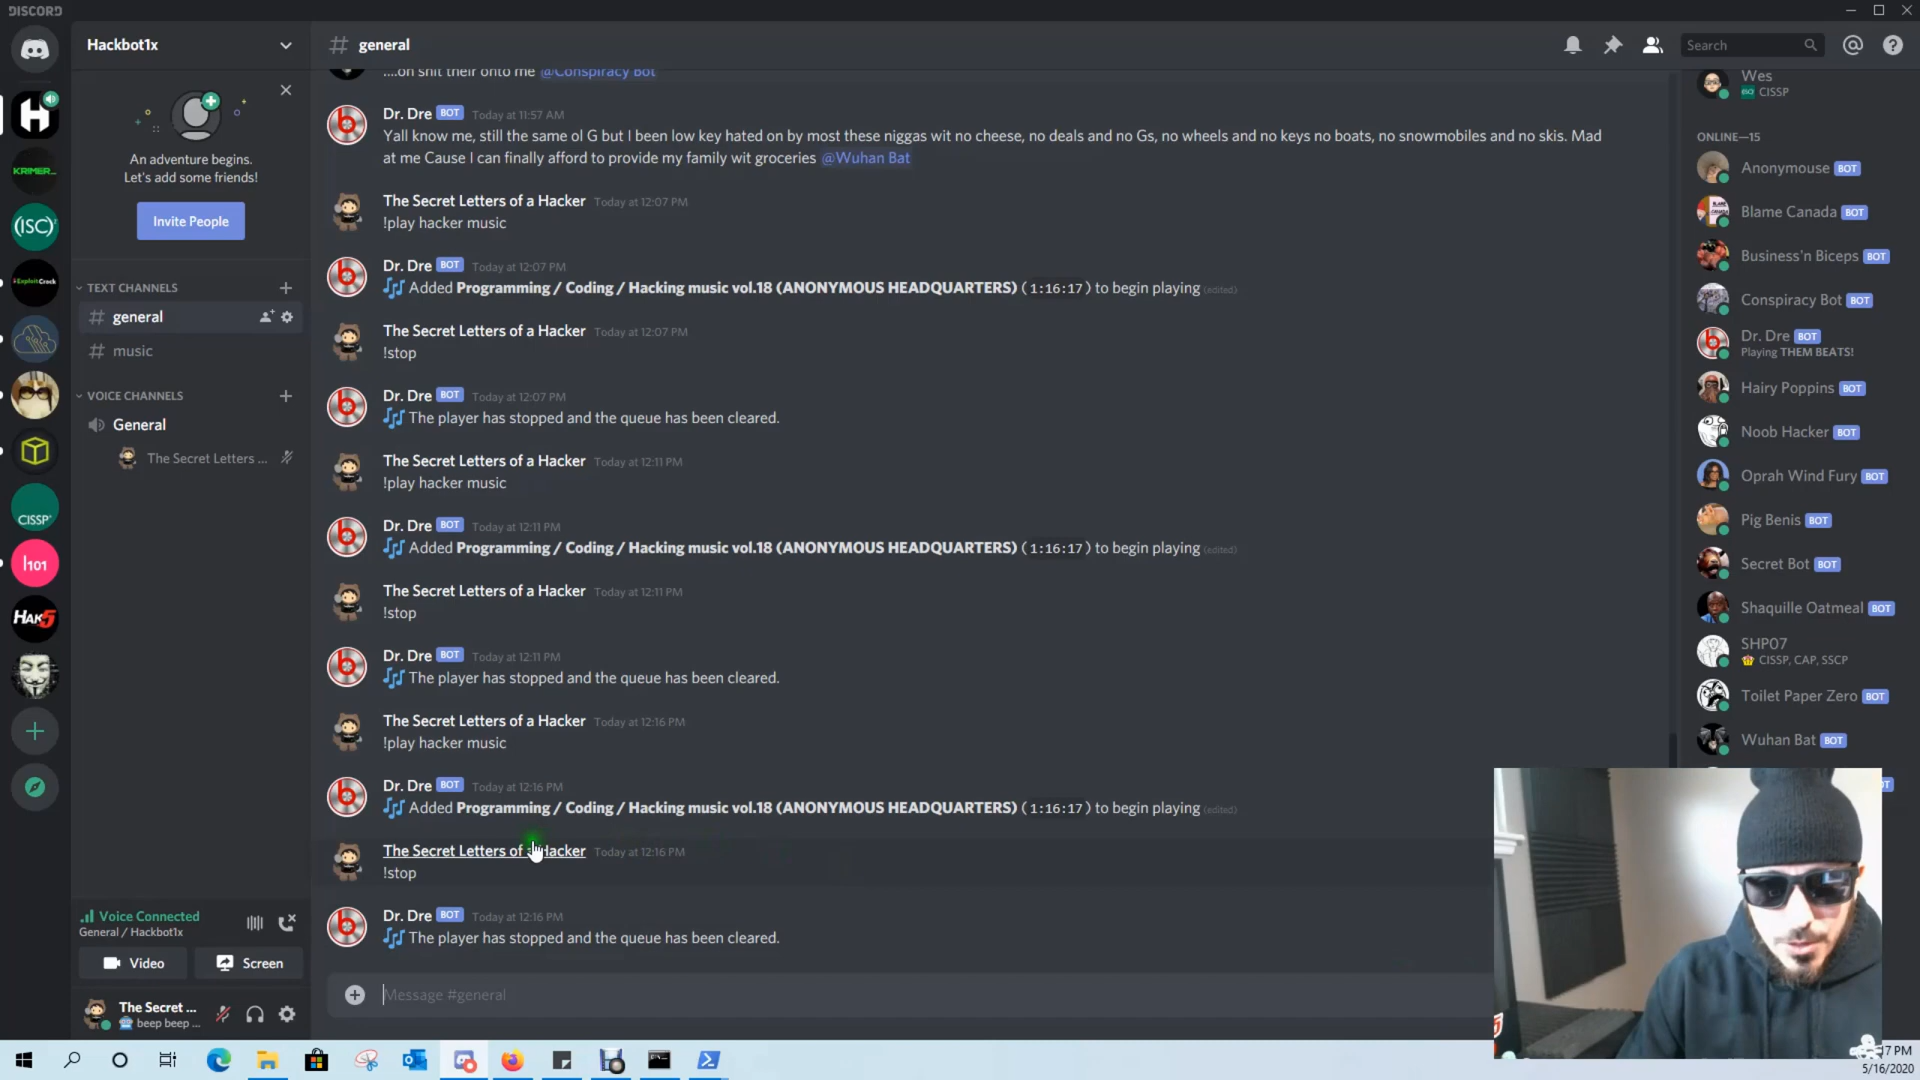 DISCORD
Hackbot1x
general
Search
An adventure begins.
Let's add some friends!
Invite People
TEXT CHANNELS
general
music
VOICE CHANNELS
General
The Secret Letters ...
Voice Connected
General / Hackbot1x
Video
Screen
The Secret ...
beep beep ...
KRIMER...
(ISC)
ExploitCrack
CISSP
I101
HAK5
....oh shit their onto me @Conspiracy Bot
Dr. Dre BOT Today at 11:57 AM
Yall know me, still the same ol G but I been low key hated on by most these niggas wit no cheese, no deals and no Gs, no wheels and no keys no boats, no snowmobiles and no skis. Mad
at me Cause I can finally afford to provide my family wit groceries @Wuhan Bat
The Secret Letters of a Hacker Today at 12:07 PM
!play hacker music
Dr. Dre BOT Today at 12:07 PM
Added Programming / Coding / Hacking music vol.18 (ANONYMOUS HEADQUARTERS) (1:16:17) to begin playing (edited)
The Secret Letters of a Hacker Today at 12:07 PM
!stop
Dr. Dre BOT Today at 12:07 PM
The player has stopped and the queue has been cleared.
The Secret Letters of a Hacker Today at 12:11 PM
!play hacker music
Dr. Dre BOT Today at 12:11 PM
Added Programming / Coding / Hacking music vol.18 (ANONYMOUS HEADQUARTERS) (1:16:17) to begin playing (edited)
The Secret Letters of a Hacker Today at 12:11 PM
!stop
Dr. Dre BOT Today at 12:11 PM
The player has stopped and the queue has been cleared.
The Secret Letters of a Hacker Today at 12:16 PM
!play hacker music
Dr. Dre BOT Today at 12:16 PM
Added Programming / Coding / Hacking music vol.18 (ANONYMOUS HEADQUARTERS) (1:16:17) to begin playing (edited)
The Secret Letters of a Hacker Today at 12:16 PM
!stop
Dr. Dre BOT Today at 12:16 PM
The player has stopped and the queue has been cleared.
Message #general
Wes
CISSP
ONLINE—15
Anonymouse BOT
Blame Canada BOT
Business'n Biceps BOT
Conspiracy Bot BOT
Dr. Dre BOT
Playing THEM BEATS!
Hairy Poppins BOT
Noob Hacker BOT
Oprah Wind Fury BOT
Pig Benis BOT
Secret Bot BOT
Shaquille Oatmeal BOT
SHP07
CISSP, CAP, SSCP
Toilet Paper Zero BOT
Wuhan Bat BOT
17 PM
5/16/2020